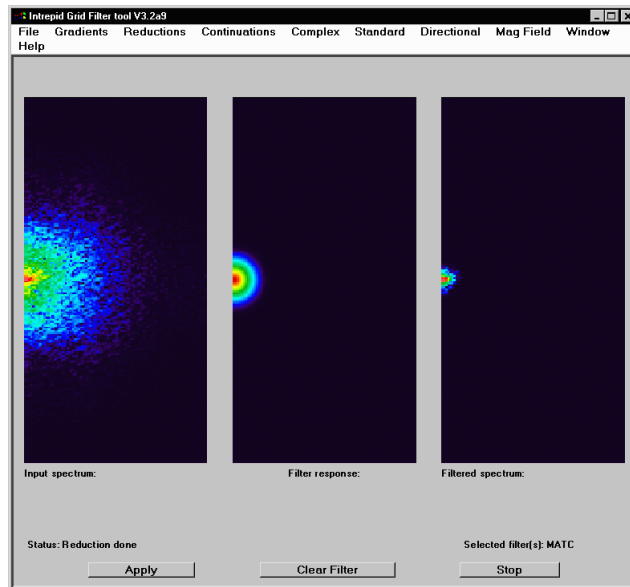 Intrepid Grid Filter tool V3.2a9
File Gradients Reductions Continuations Complex Standard Directional Mag Field Window
Help
Input spectrum: Filter response: Filtered spectrum:
Status: Reduction done Selected filter(s): MATC
Apply Clear Filter Stop